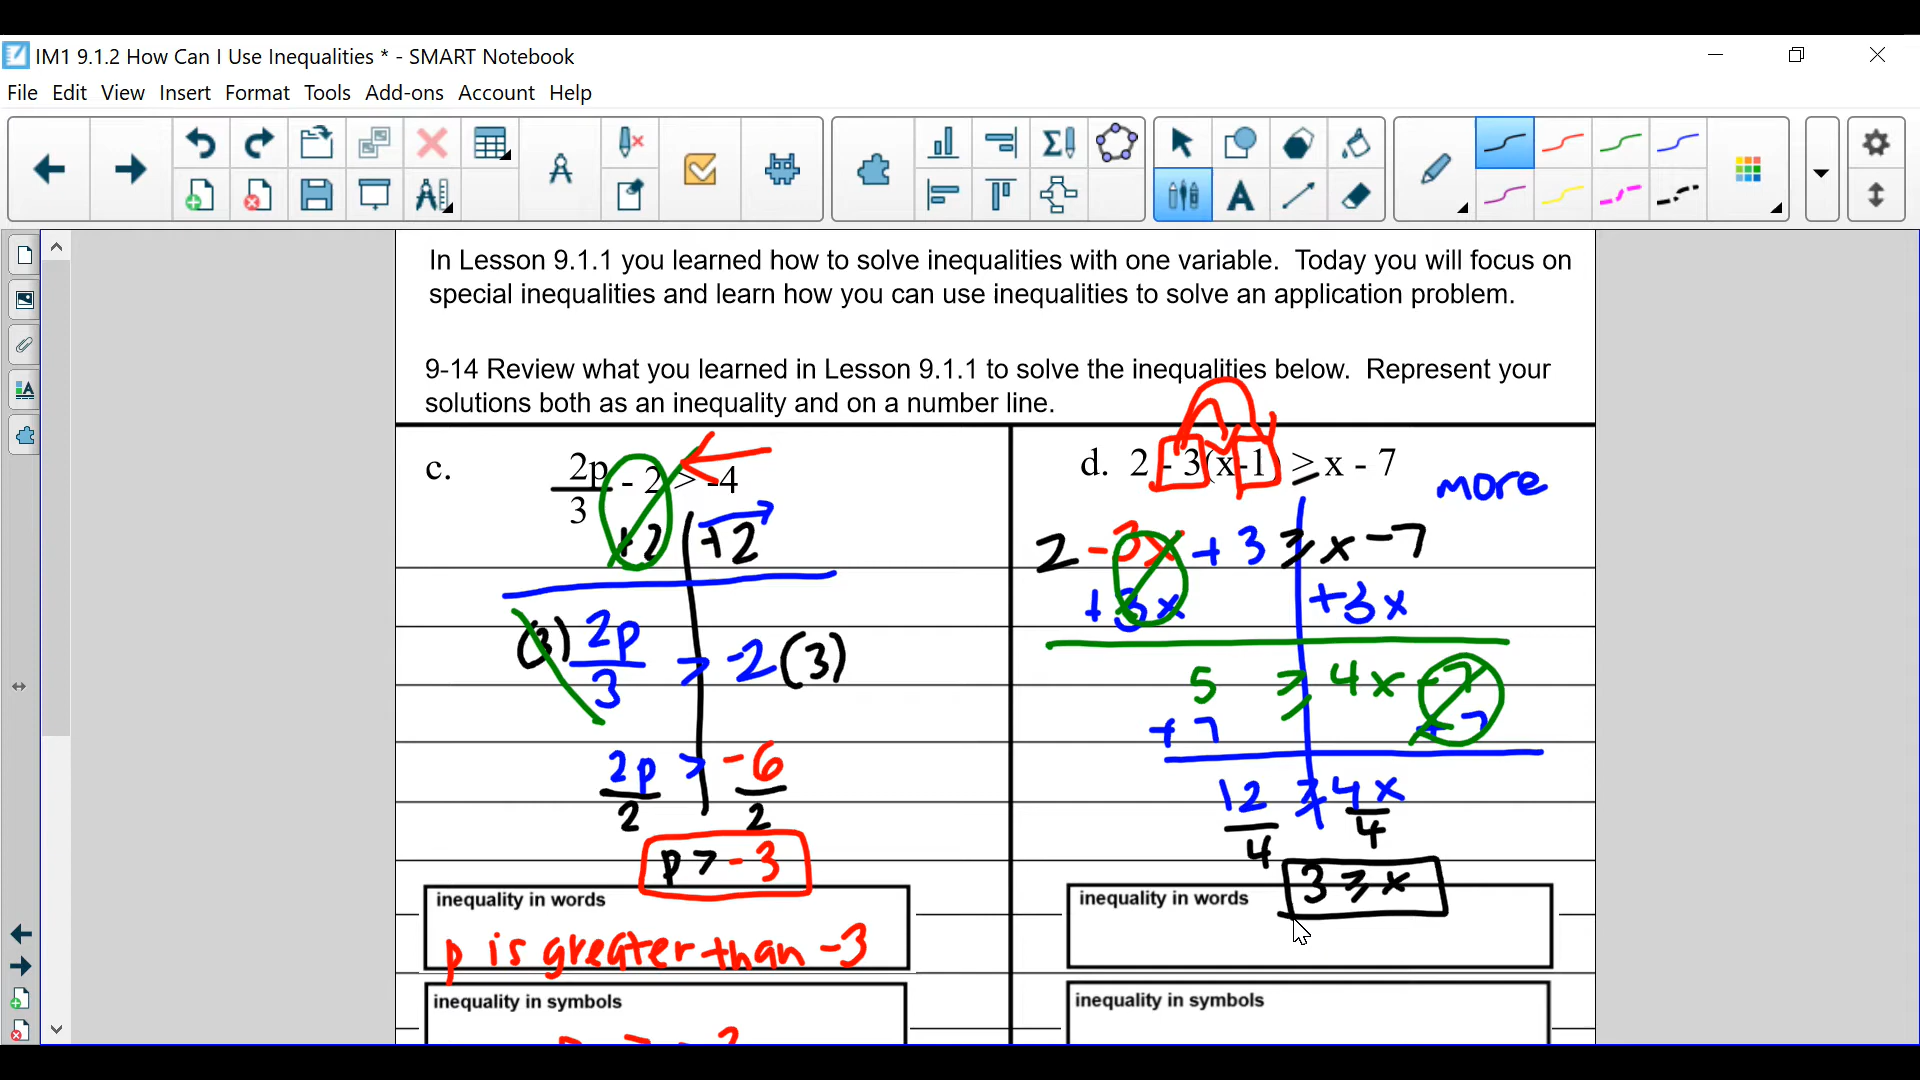 IM1 9.1.2 How Can I Use Inequalities * - SMART Notebook
File Edit View Insert Format Tools Add-ons Account Help
In Lesson 9.1.1 you learned how to solve inequalities with one variable. Today you will focus on
special inequalities and learn how you can use inequalities to solve an application problem.
9-14 Review what you learned in Lesson 9.1.1 to solve the inequalities below. Represent your
solutions both as an inequality and on a number line.
c.
2p
3
- 2 > -4
+2 +2
(3) 2p
3
> -2 (3)
2p > -6
2 2
p > -3
inequality in words
p is greater than -3
inequality in symbols
p > -3
d. 2 - 3(x-1) ≥ x - 7
more
2 -3x + 3 ≥ x -7
+3x +3x
5 ≥ 4x -7
+7 +7
12 ≥ 4x
4 4
3 ≥ x
inequality in words
inequality in symbols